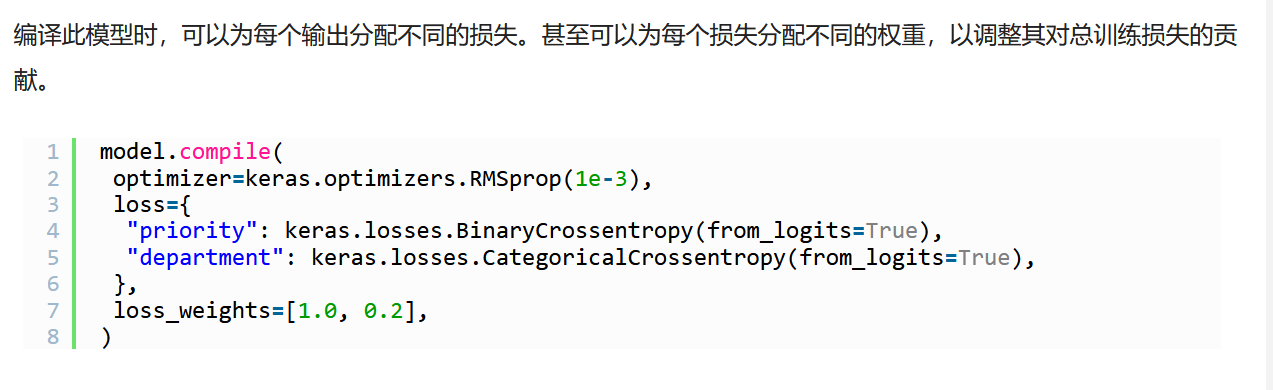 编译此模型时，可以为每个输出分配不同的损失。甚至可以为每个损失分配不同的权重，以调整其对总训练损失的贡
献。
1 model.compile(
2  optimizer=keras.optimizers.RMSprop(1e-3),
3  loss={
4   "priority": keras.losses.BinaryCrossentropy(from_logits=True),
5   "department": keras.losses.CategoricalCrossentropy(from_logits=True),
6  },
7  loss_weights=[1.0, 0.2],
8 )